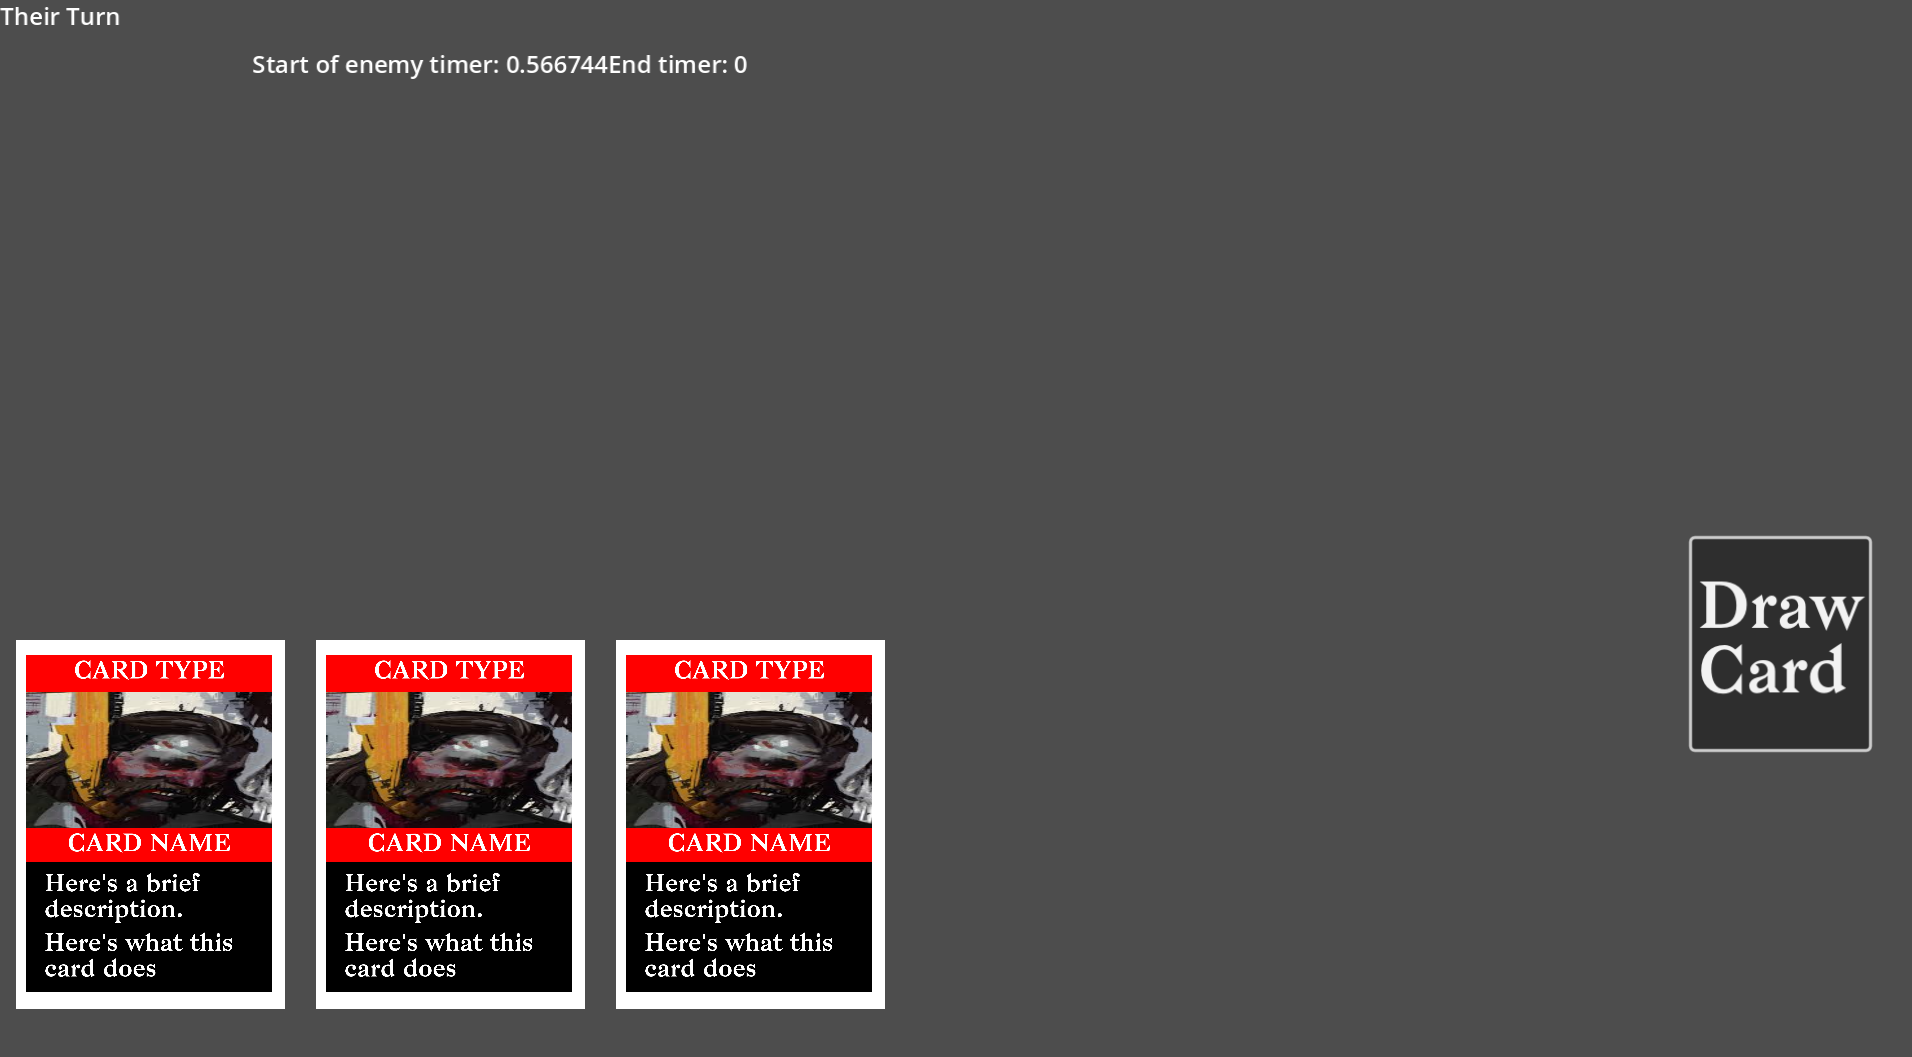 Their Turn
Start of enemy timer: 0.566744End timer: 0
Draw
Card
CARD TYPE
CARD NAME
Here's a brief
description.
Here's what this
card does
CARD TYPE
CARD NAME
Here's a brief
description.
Here's what this
card does
CARD TYPE
CARD NAME
Here's a brief
description.
Here's what this
card does